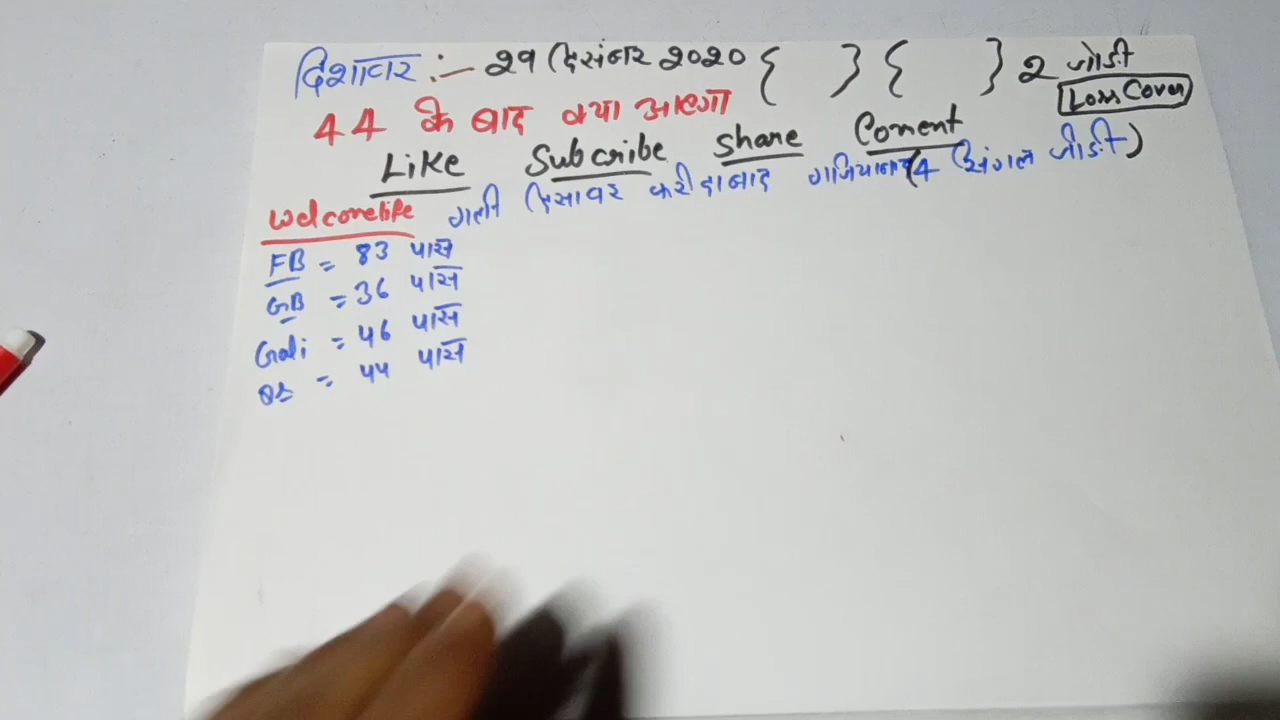 दिशावार :- 29 दिसंबर 2020 { } { } 2 जोडी
44 के बाद क्या आएगा Loss Cover
Like Subscribe Share Coment
Welcomelife गली दिसावर फरीदाबाद गाजियाबाद (4 सिंगल जोडी)
FB = 83 पास
GB = 36 पास
Gali = 46 पास
DS = 44 पास